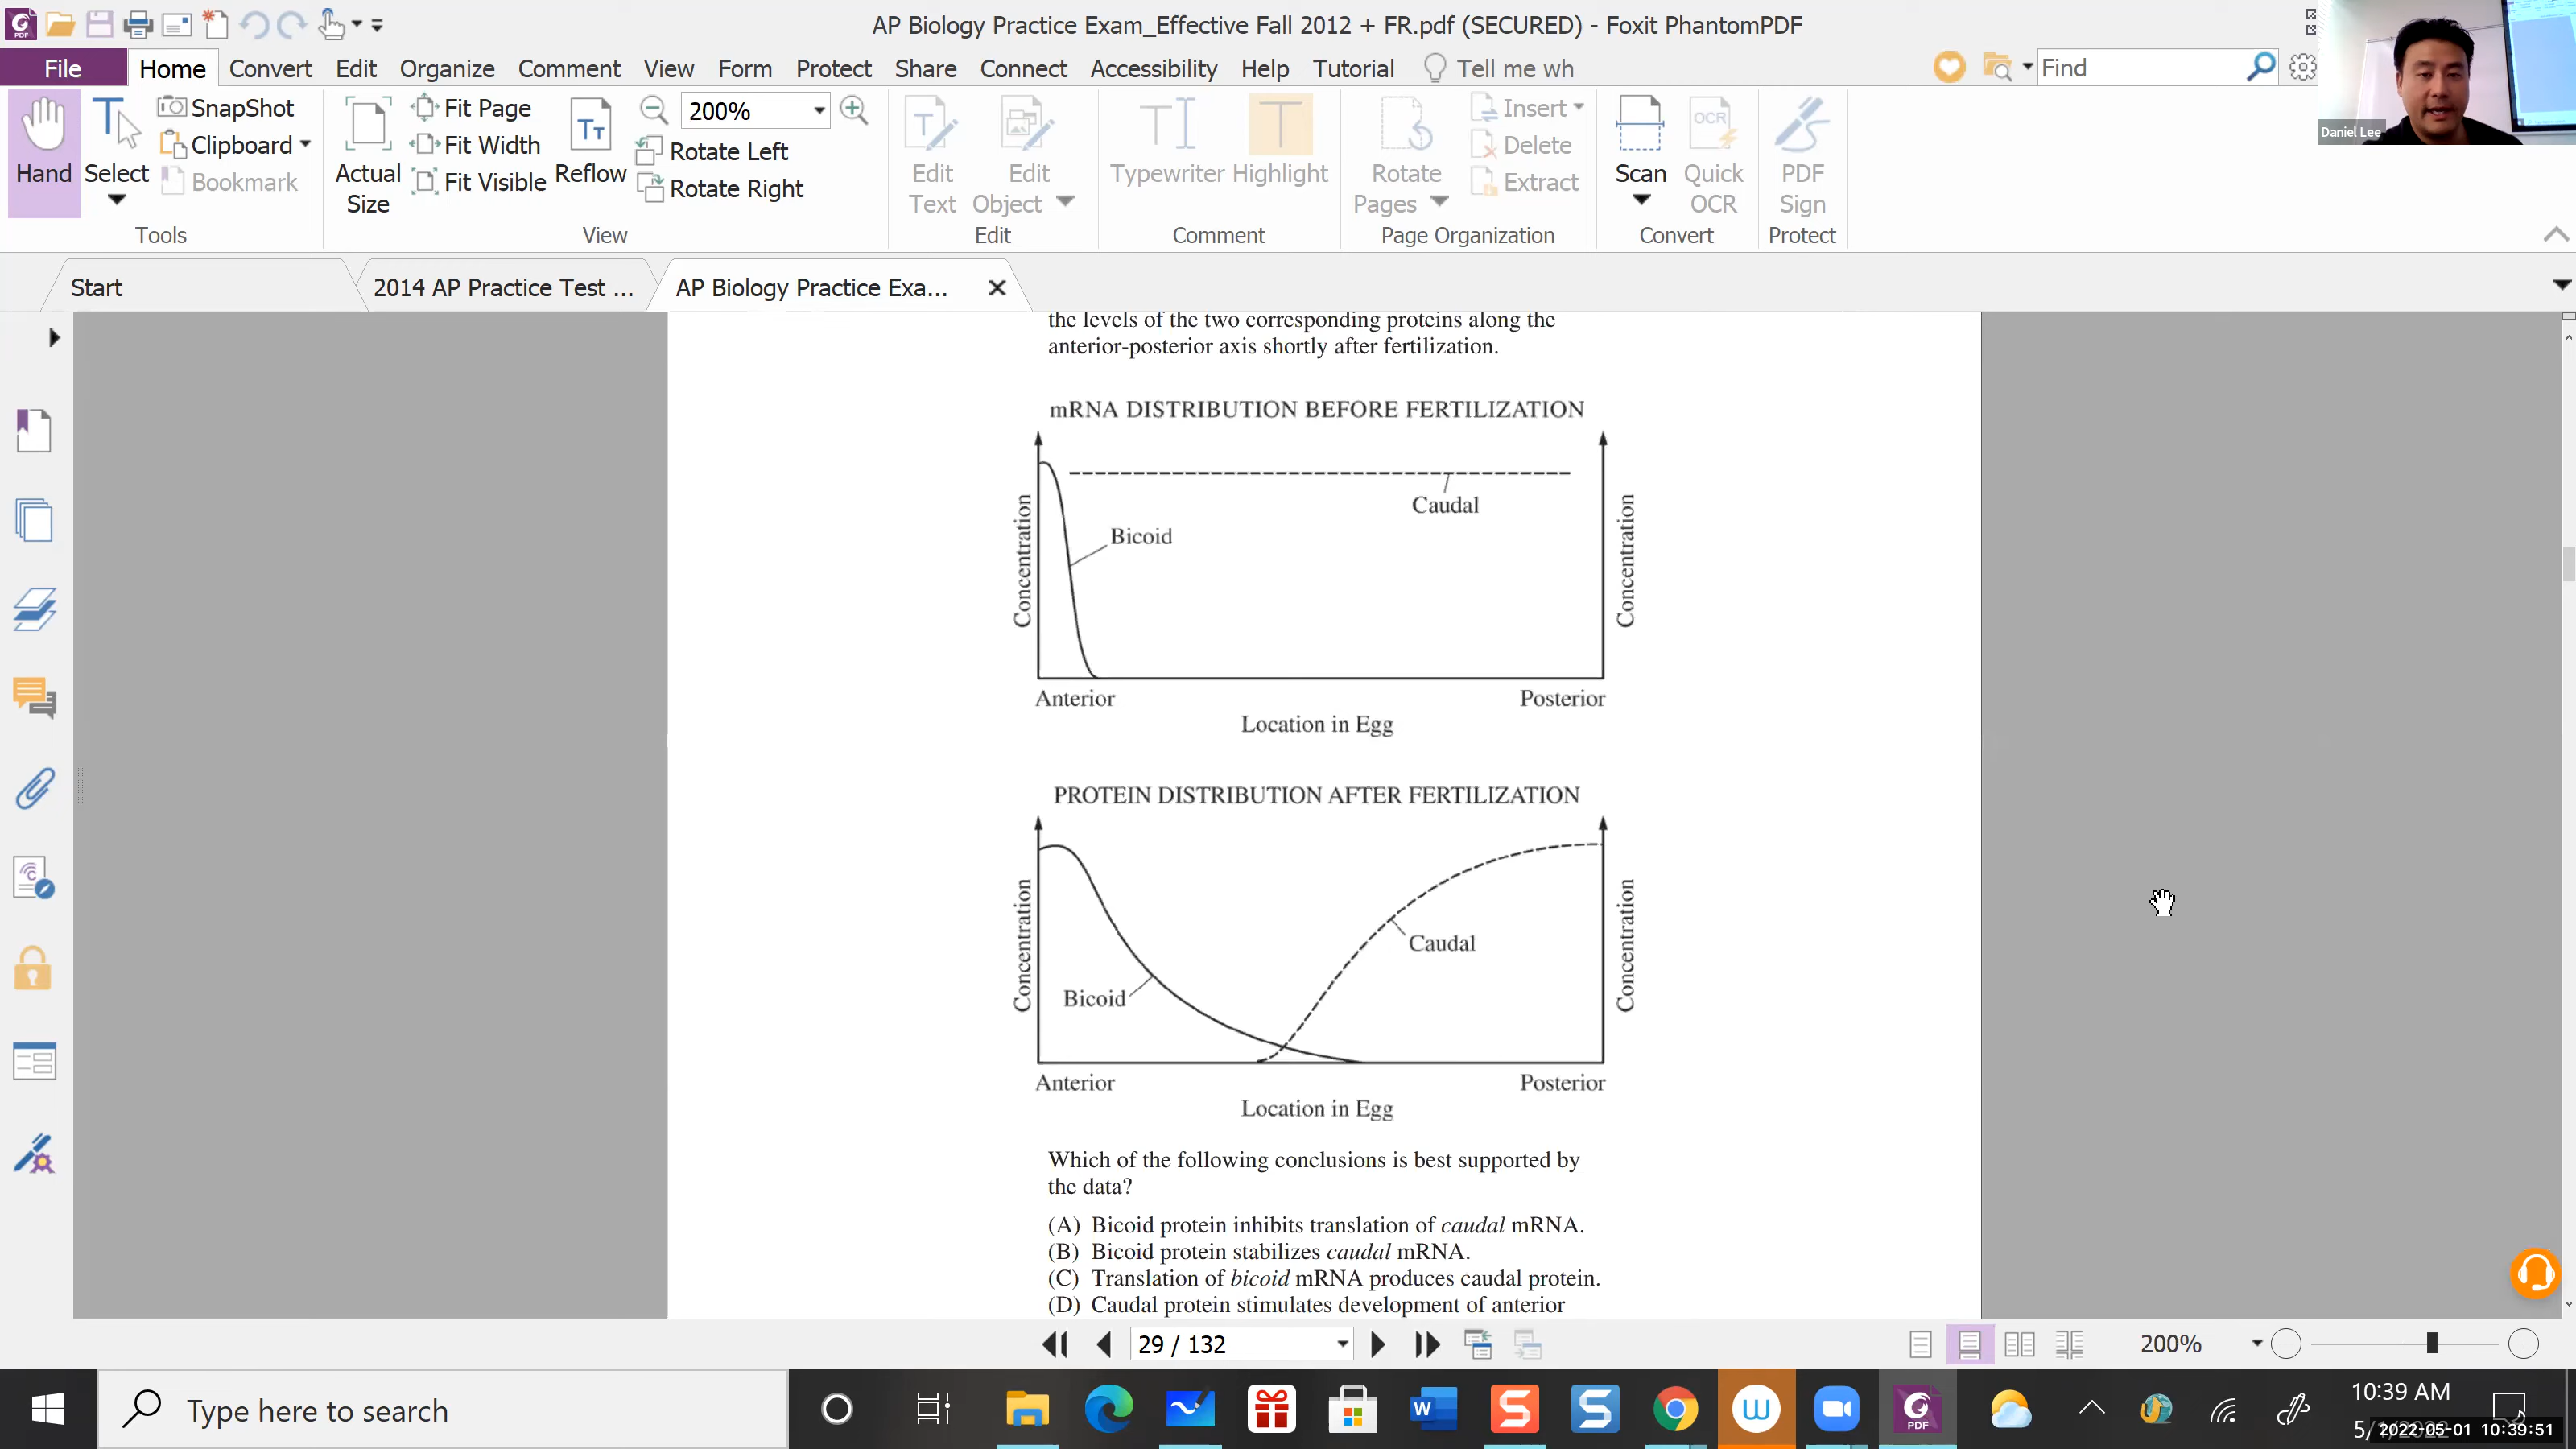 AP Biology Practice Exam_Effective Fall 2012 + FR.pdf (SECURED) - Foxit PhantomPDF
File Home Convert Edit Organize Comment View Form Protect Share Connect Accessibility Help Tutorial Tell me wh Find
SnapShot Fit Page 200% Insert
Clipboard Fit Width Rotate Left Delete
Hand Select Bookmark Actual Size Fit Visible Reflow Rotate Right Edit Text Edit Object Typewriter Highlight Rotate Pages Extract Scan Quick OCR PDF Sign
Tools View Edit Comment Page Organization Convert Protect
Daniel Lee
Start 2014 AP Practice Test ... AP Biology Practice Exa...
the levels of the two corresponding proteins along the
anterior-posterior axis shortly after fertilization.
mRNA DISTRIBUTION BEFORE FERTILIZATION
Concentration
Caudal
Bicoid
Concentration
Anterior Posterior
Location in Egg
PROTEIN DISTRIBUTION AFTER FERTILIZATION
Concentration
Caudal
Bicoid
Concentration
Anterior Posterior
Location in Egg
Which of the following conclusions is best supported by
the data?
(A) Bicoid protein inhibits translation of caudal mRNA.
(B) Bicoid protein stabilizes caudal mRNA.
(C) Translation of bicoid mRNA produces caudal protein.
(D) Caudal protein stimulates development of anterior
29 / 132 200%
Type here to search
10:39 AM
2022-05-01 10:39:51